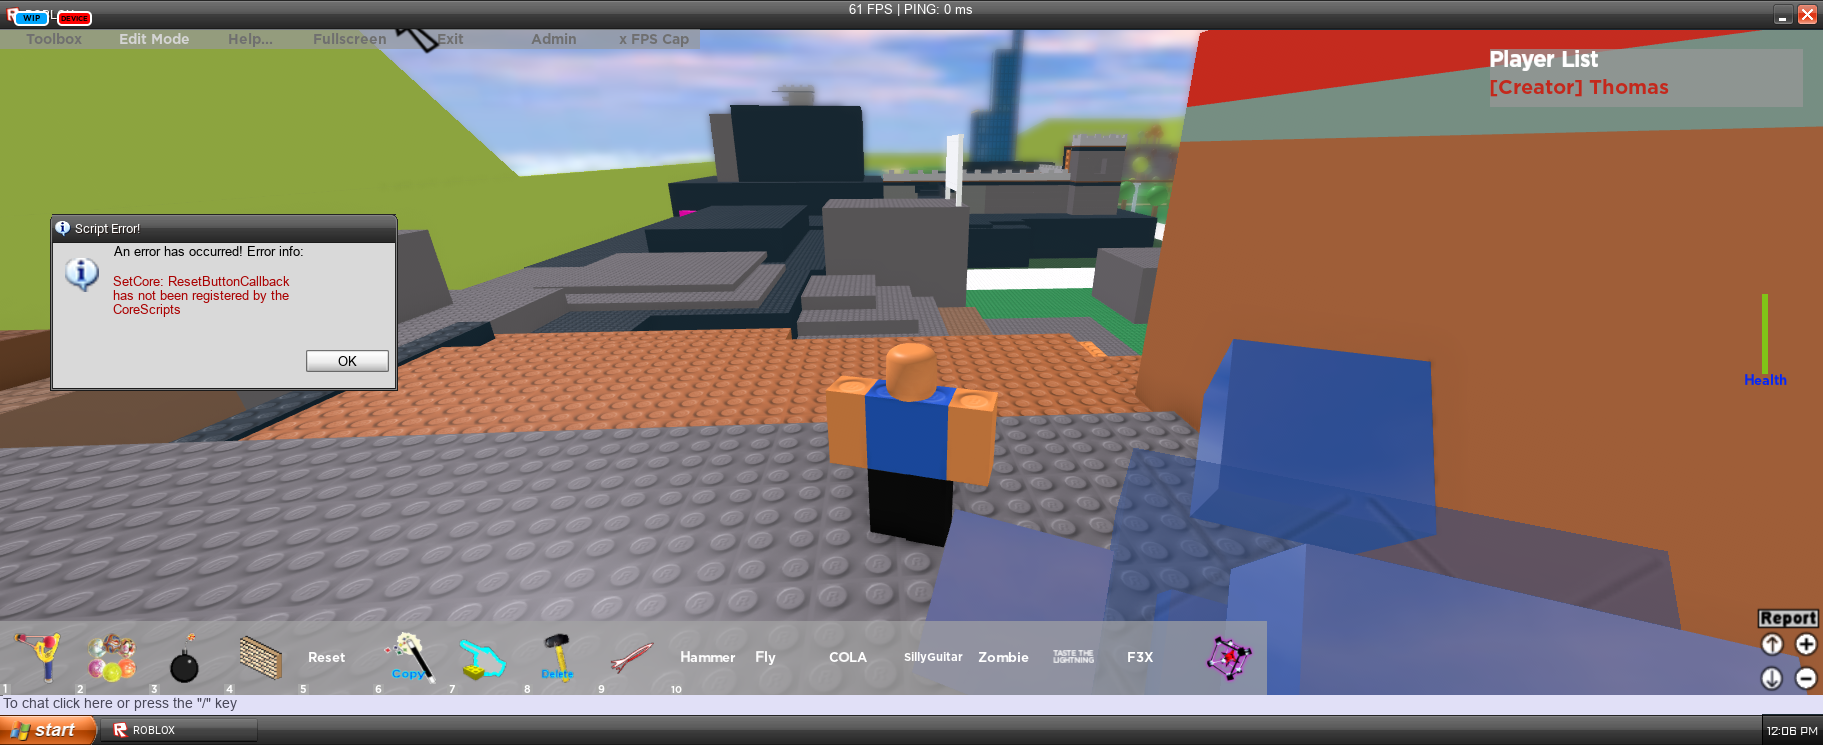 ROBLOX
WIP
DEVICE
61 FPS | PING: 0 ms
Toolbox
Edit Mode
Help...
Fullscreen
Exit
Admin
x FPS Cap
Player List
[Creator] Thomas
Script Error!
An error has occurred! Error info:
SetCore: ResetButtonCallback
has not been registered by the
CoreScripts
OK
Health
Report
Reset
Copy
Delete
Hammer
Fly
COLA
SillyGuitar
Zombie
TASTE THE
LIGHTNING
F3X
1
2
3
4
5
6
7
8
9
10
To chat click here or press the "/" key
start
ROBLOX
12:06 PM